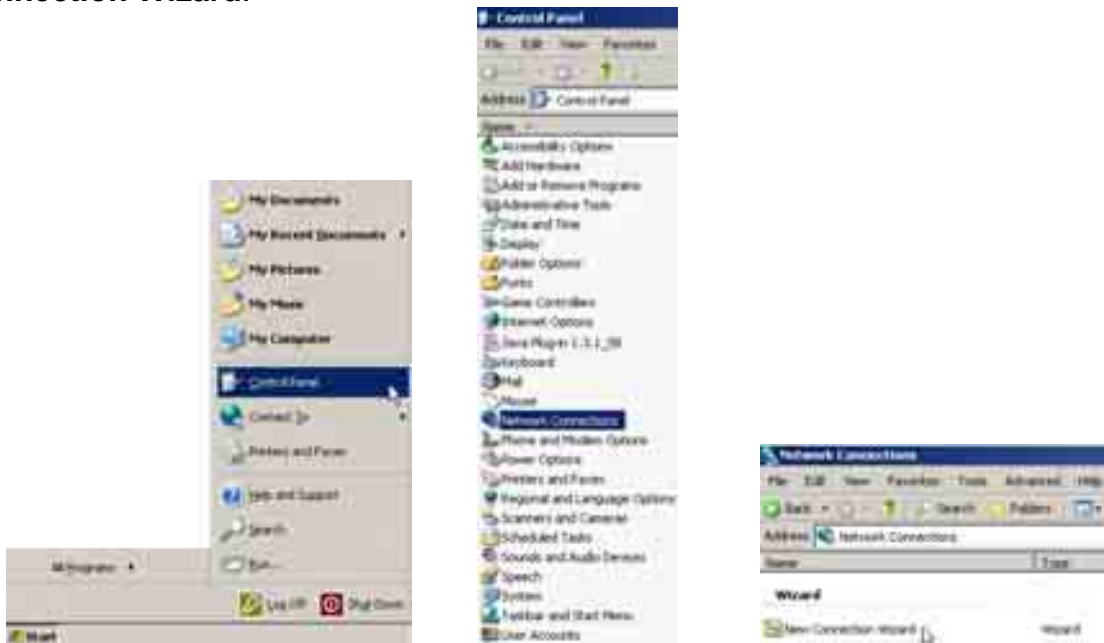 Connection Wizard.
My Documents
My Recent Documents
My Pictures
My Music
My Computer
Control Panel
Connect To
Printers and Faxes
Help and Support
Search
Run...
All Programs
Log Off Shut Down
Start
Control Panel
File Edit View Favorites
Address Control Panel
Name
Accessibility Options
Add Hardware
Add or Remove Programs
Administrative Tools
Date and Time
Display
Folder Options
Fonts
Game Controllers
Internet Options
Java Plug-in 1.3.1_08
Keyboard
Mail
Mouse
Network Connections
Phone and Modem Options
Power Options
Printers and Faxes
Regional and Language Options
Scanners and Cameras
Scheduled Tasks
Sounds and Audio Devices
Speech
System
Taskbar and Start Menu
User Accounts
Network Connections
File Edit View Favorites Tools Advanced Help
Back Search Folders
Address Network Connections
Name Type
Wizard
New Connection Wizard Wizard